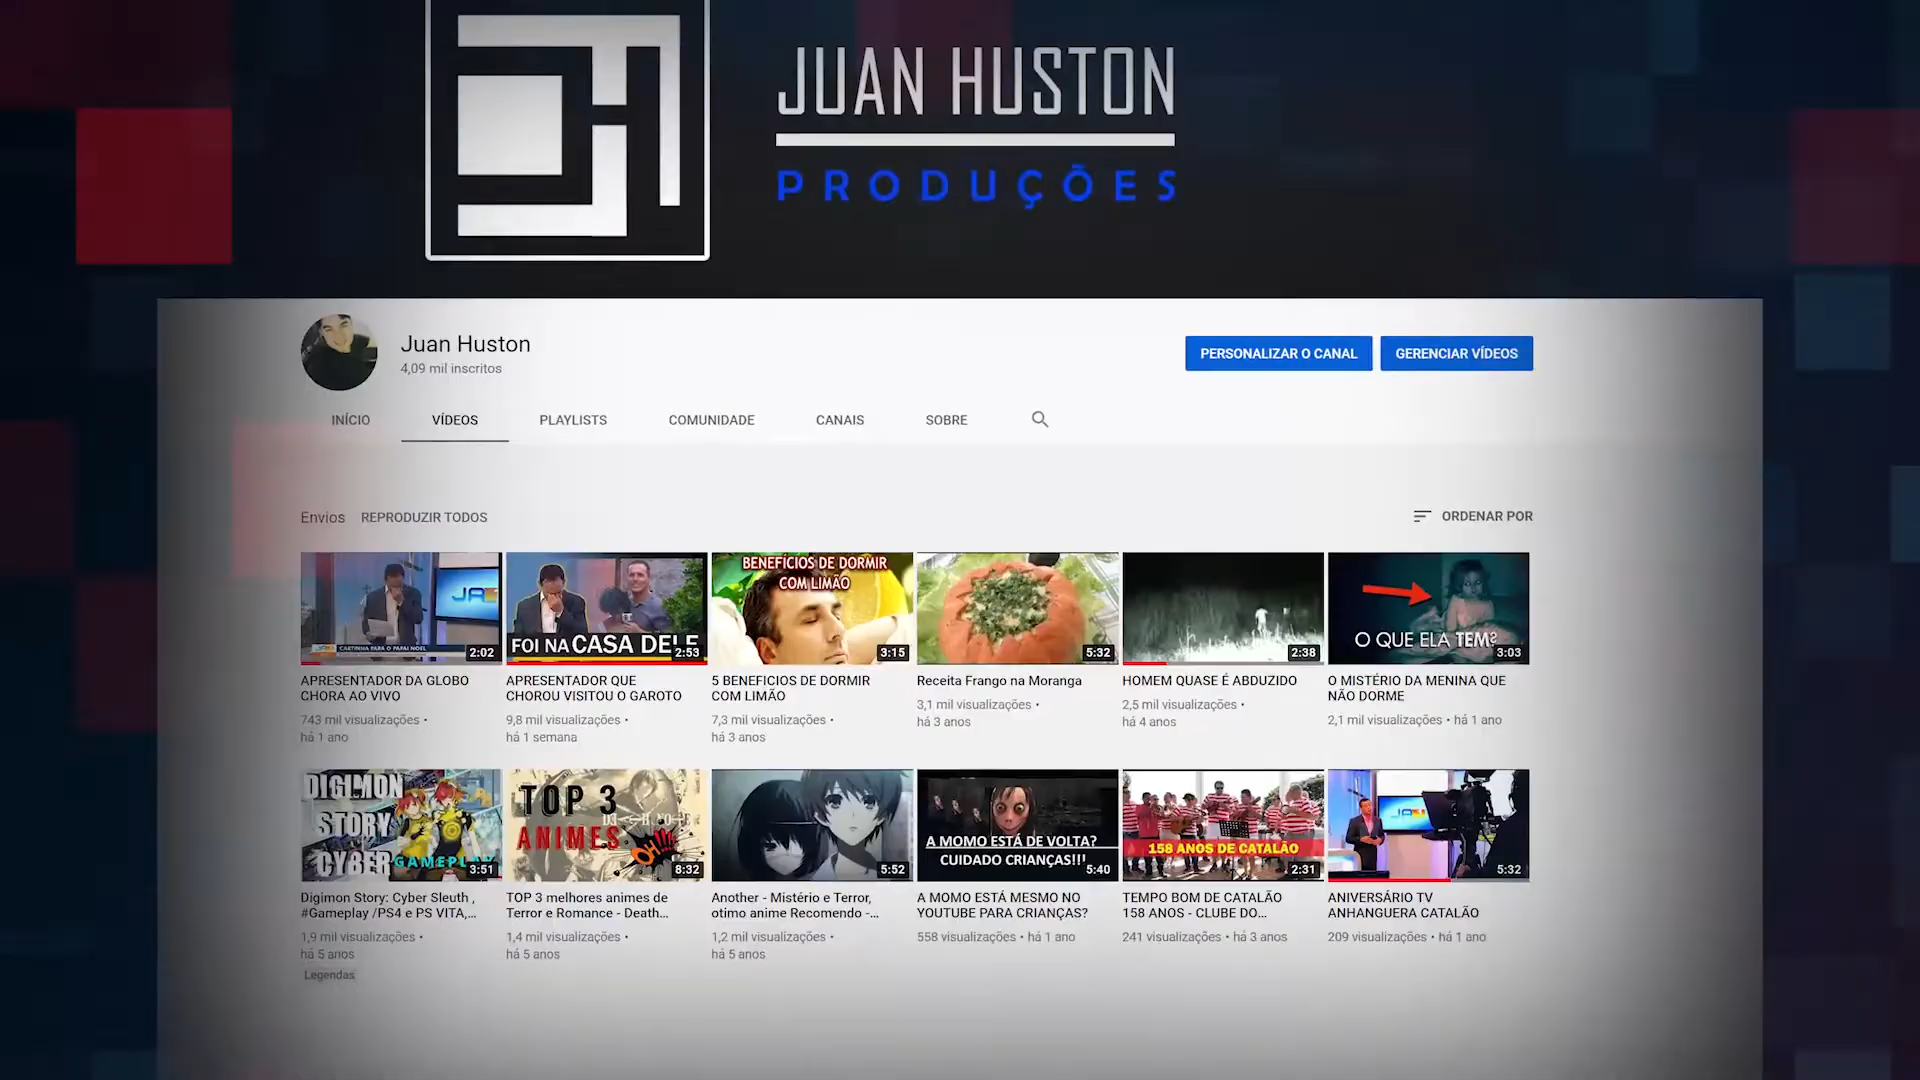 JUAN HUSTON
PRODUÇÕES
Juan Huston
4,09 mil inscritos
PERSONALIZAR O CANAL
GERENCIAR VÍDEOS
INÍCIO
VÍDEOS
PLAYLISTS
COMUNIDADE
CANAIS
SOBRE
Envios
REPRODUZIR TODOS
ORDENAR POR
CARTINHA PARA O PAPAI NOEL
2:02
APRESENTADOR DA GLOBO
CHORA AO VIVO
743 mil visualizações •
há 1 ano
FOI NA CASA DELE
2:53
APRESENTADOR QUE
CHOROU VISITOU O GAROTO
9,8 mil visualizações •
há 1 semana
BENEFÍCIOS DE DORMIR
COM LIMÃO
3:15
5 BENEFICIOS DE DORMIR
COM LIMÃO
7,3 mil visualizações •
há 3 anos
5:32
Receita Frango na Moranga
3,1 mil visualizações •
há 3 anos
2:38
HOMEM QUASE É ABDUZIDO
2,5 mil visualizações •
há 4 anos
O QUE ELA TEM?
3:03
O MISTÉRIO DA MENINA QUE
NÃO DORME
2,1 mil visualizações • há 1 ano
DIGIMON
STORY
CYBER
GAMEPLAY
3:51
Digimon Story: Cyber Sleuth ,
#Gameplay /PS4 e PS VITA,...
1,9 mil visualizações •
há 5 anos
Legendas
TOP 3
ANIMES
8:32
TOP 3 melhores animes de
Terror e Romance - Death...
1,4 mil visualizações •
há 5 anos
5:52
Another - Mistério e Terror,
otimo anime Recomendo -...
1,2 mil visualizações •
há 5 anos
A MOMO ESTÁ DE VOLTA?
CUIDADO CRIANÇAS!!!
5:40
A MOMO ESTÁ MESMO NO
YOUTUBE PARA CRIANÇAS?
558 visualizações • há 1 ano
158 ANOS DE CATALÃO
2:31
TEMPO BOM DE CATALÃO
158 ANOS - CLUBE DO...
241 visualizações • há 3 anos
5:32
ANIVERSÁRIO TV
ANHANGUERA CATALÃO
209 visualizações • há 1 ano